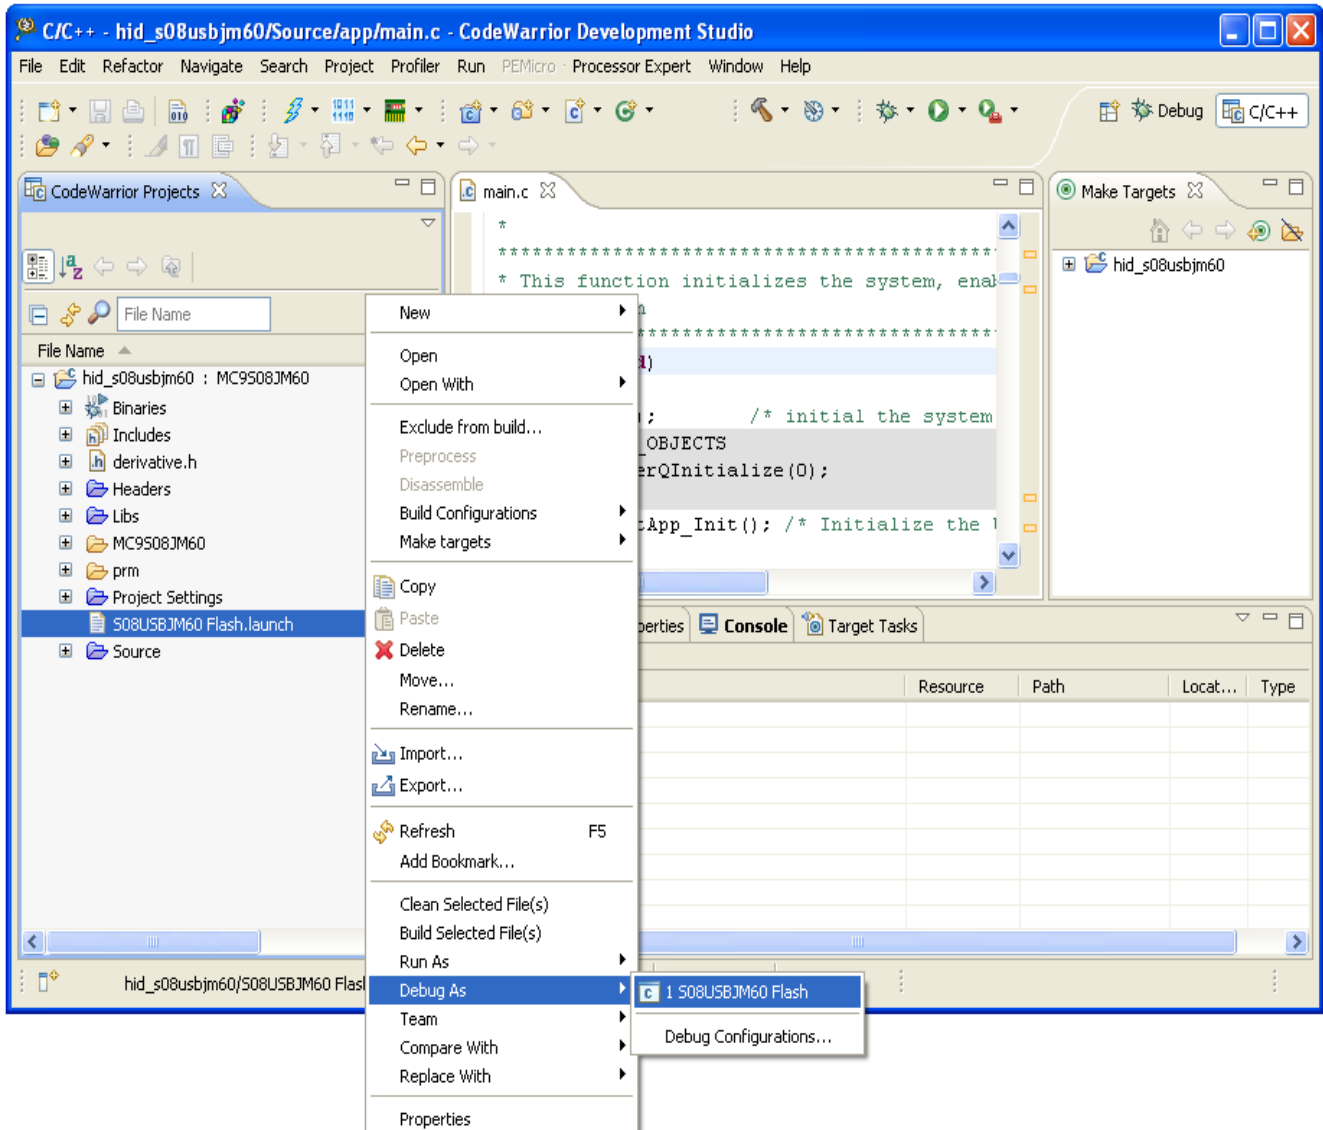 C/C++ - hid_s08usbjm60/Source/app/main.c - CodeWarrior Development Studio
File Edit Refactor Navigate Search Project Profiler Run PEMicro Processor Expert Window Help
Debug C/C++
CodeWarrior Projects
File Name
File Name
hid_s08usbjm60 : MC9S08JM60
Binaries
Includes
derivative.h
Headers
Libs
MC9S08JM60
prm
Project Settings
S08USBJM60 Flash.launch
Source
hid_s08usbjm60/S08USBJM60 Flas
main.c
*
*******************************************
* This function initializes the system, enab
n
*******************************
d)
; /* initial the system
_OBJECTS
erQInitialize(0);
tApp_Init(); /* Initialize the U
Make Targets
hid_s08usbjm60
perties Console Target Tasks
Resource Path Locat... Type
New
Open
Open With
Exclude from build...
Preprocess
Disassemble
Build Configurations
Make targets
Copy
Paste
Delete
Move...
Rename...
Import...
Export...
Refresh F5
Add Bookmark...
Clean Selected File(s)
Build Selected File(s)
Run As
Debug As
Team
Compare With
Replace With
Properties
1 S08USBJM60 Flash
Debug Configurations...